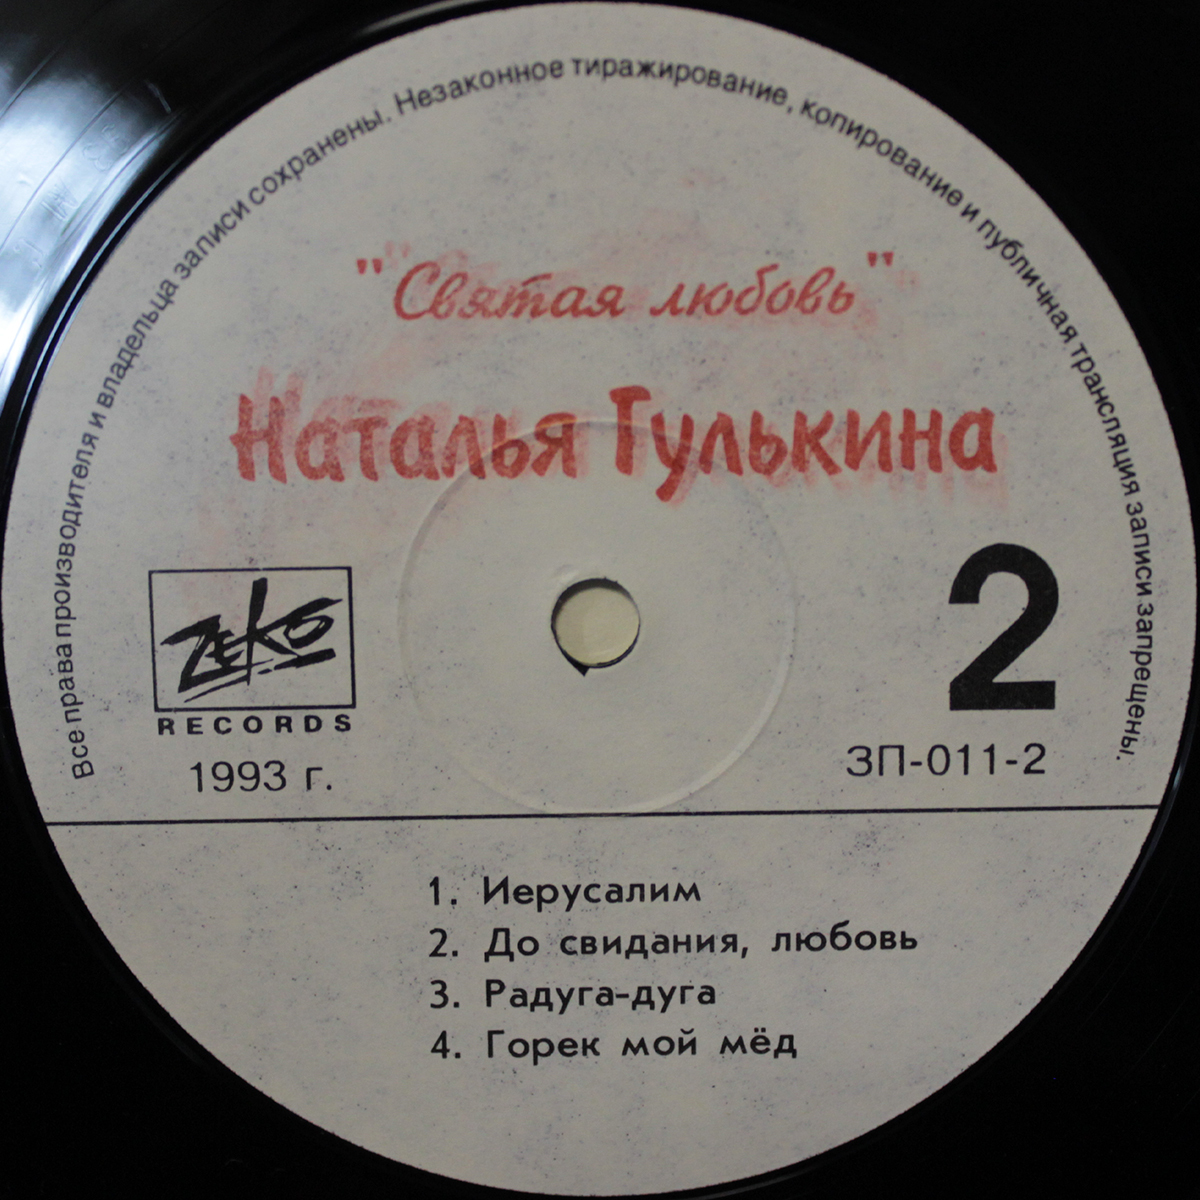 Все права производителя и владельца записи сохранены. Незаконное тиражирование, копирование и публичная трансляция записи запрещены.
"Святая любовь"
Наталья Гулькина
ZEKO
RECORDS
1993 г.
2
ЗП-011-2
1. Иерусалим
2. До свидания, любовь
3. Радуга-дуга
4. Горек мой мёд